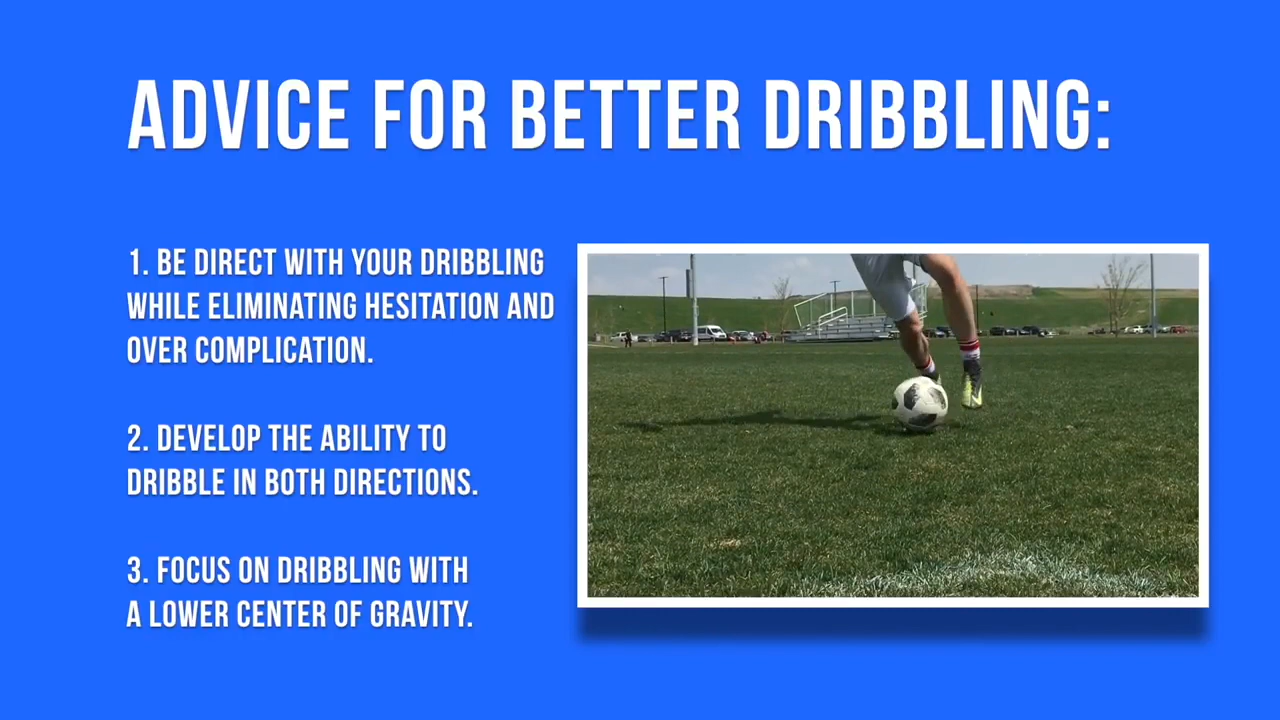 ADVICE FOR BETTER DRIBBLING:
1. BE DIRECT WITH YOUR DRIBBLING
WHILE ELIMINATING HESITATION AND
OVER COMPLICATION.
2. DEVELOP THE ABILITY TO
DRIBBLE IN BOTH DIRECTIONS.
3. FOCUS ON DRIBBLING WITH
A LOWER CENTER OF GRAVITY.